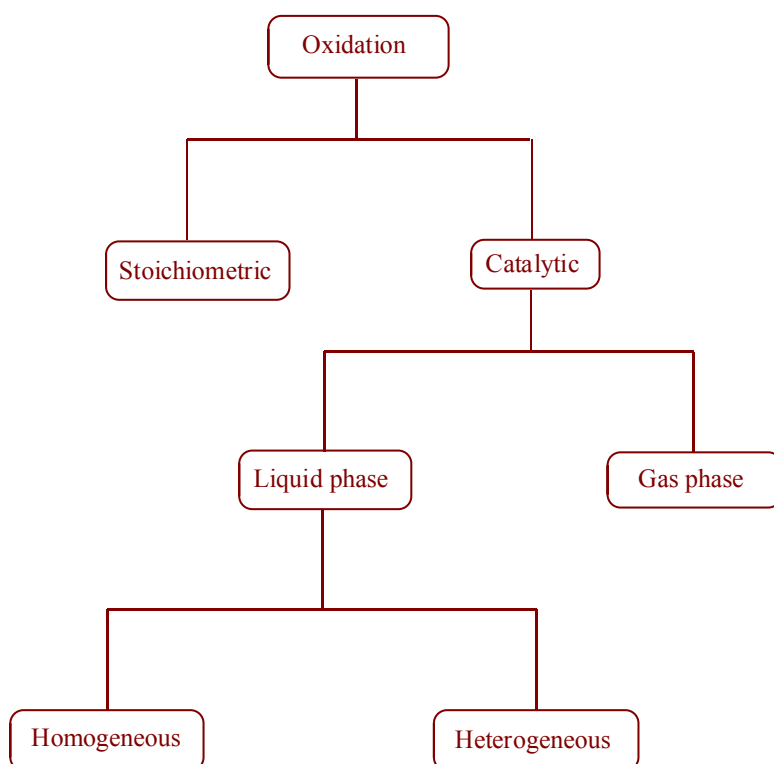 Oxidation
Stoichiometric
Catalytic
Liquid phase
Gas phase
Homogeneous
Heterogeneous